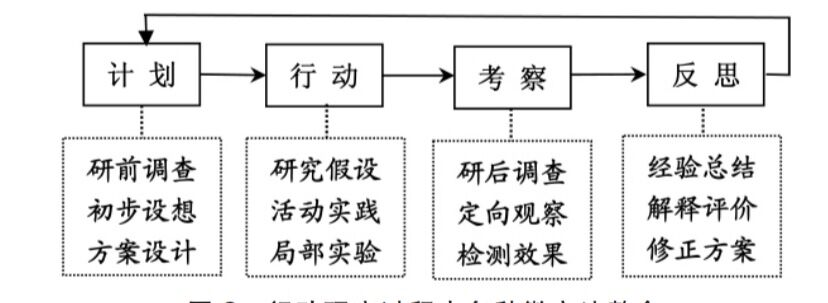 计划
行动
考察
反思
研前调查
初步设想
方案设计
研究假设
活动实践
局部实验
研后调查
定向观察
检测效果
经验总结
解释评价
修正方案